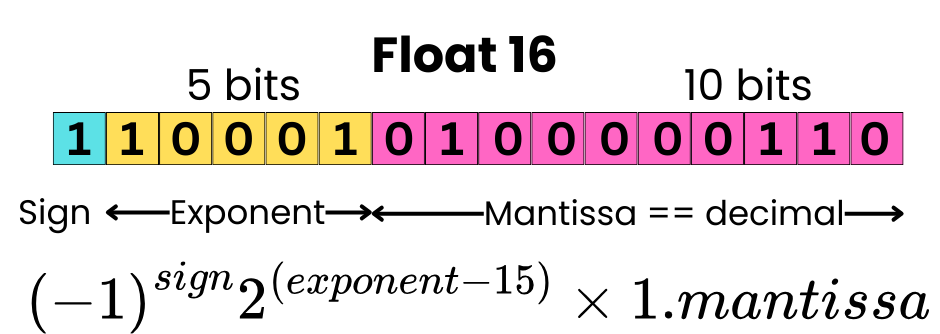 Float 16
5 bits 10 bits
1 1 0 0 0 1 0 1 0 0 0 0 0 1 1 0
Sign Exponent Mantissa == decimal
(−1)^{sign} 2^{(exponent−15)} × 1.mantissa